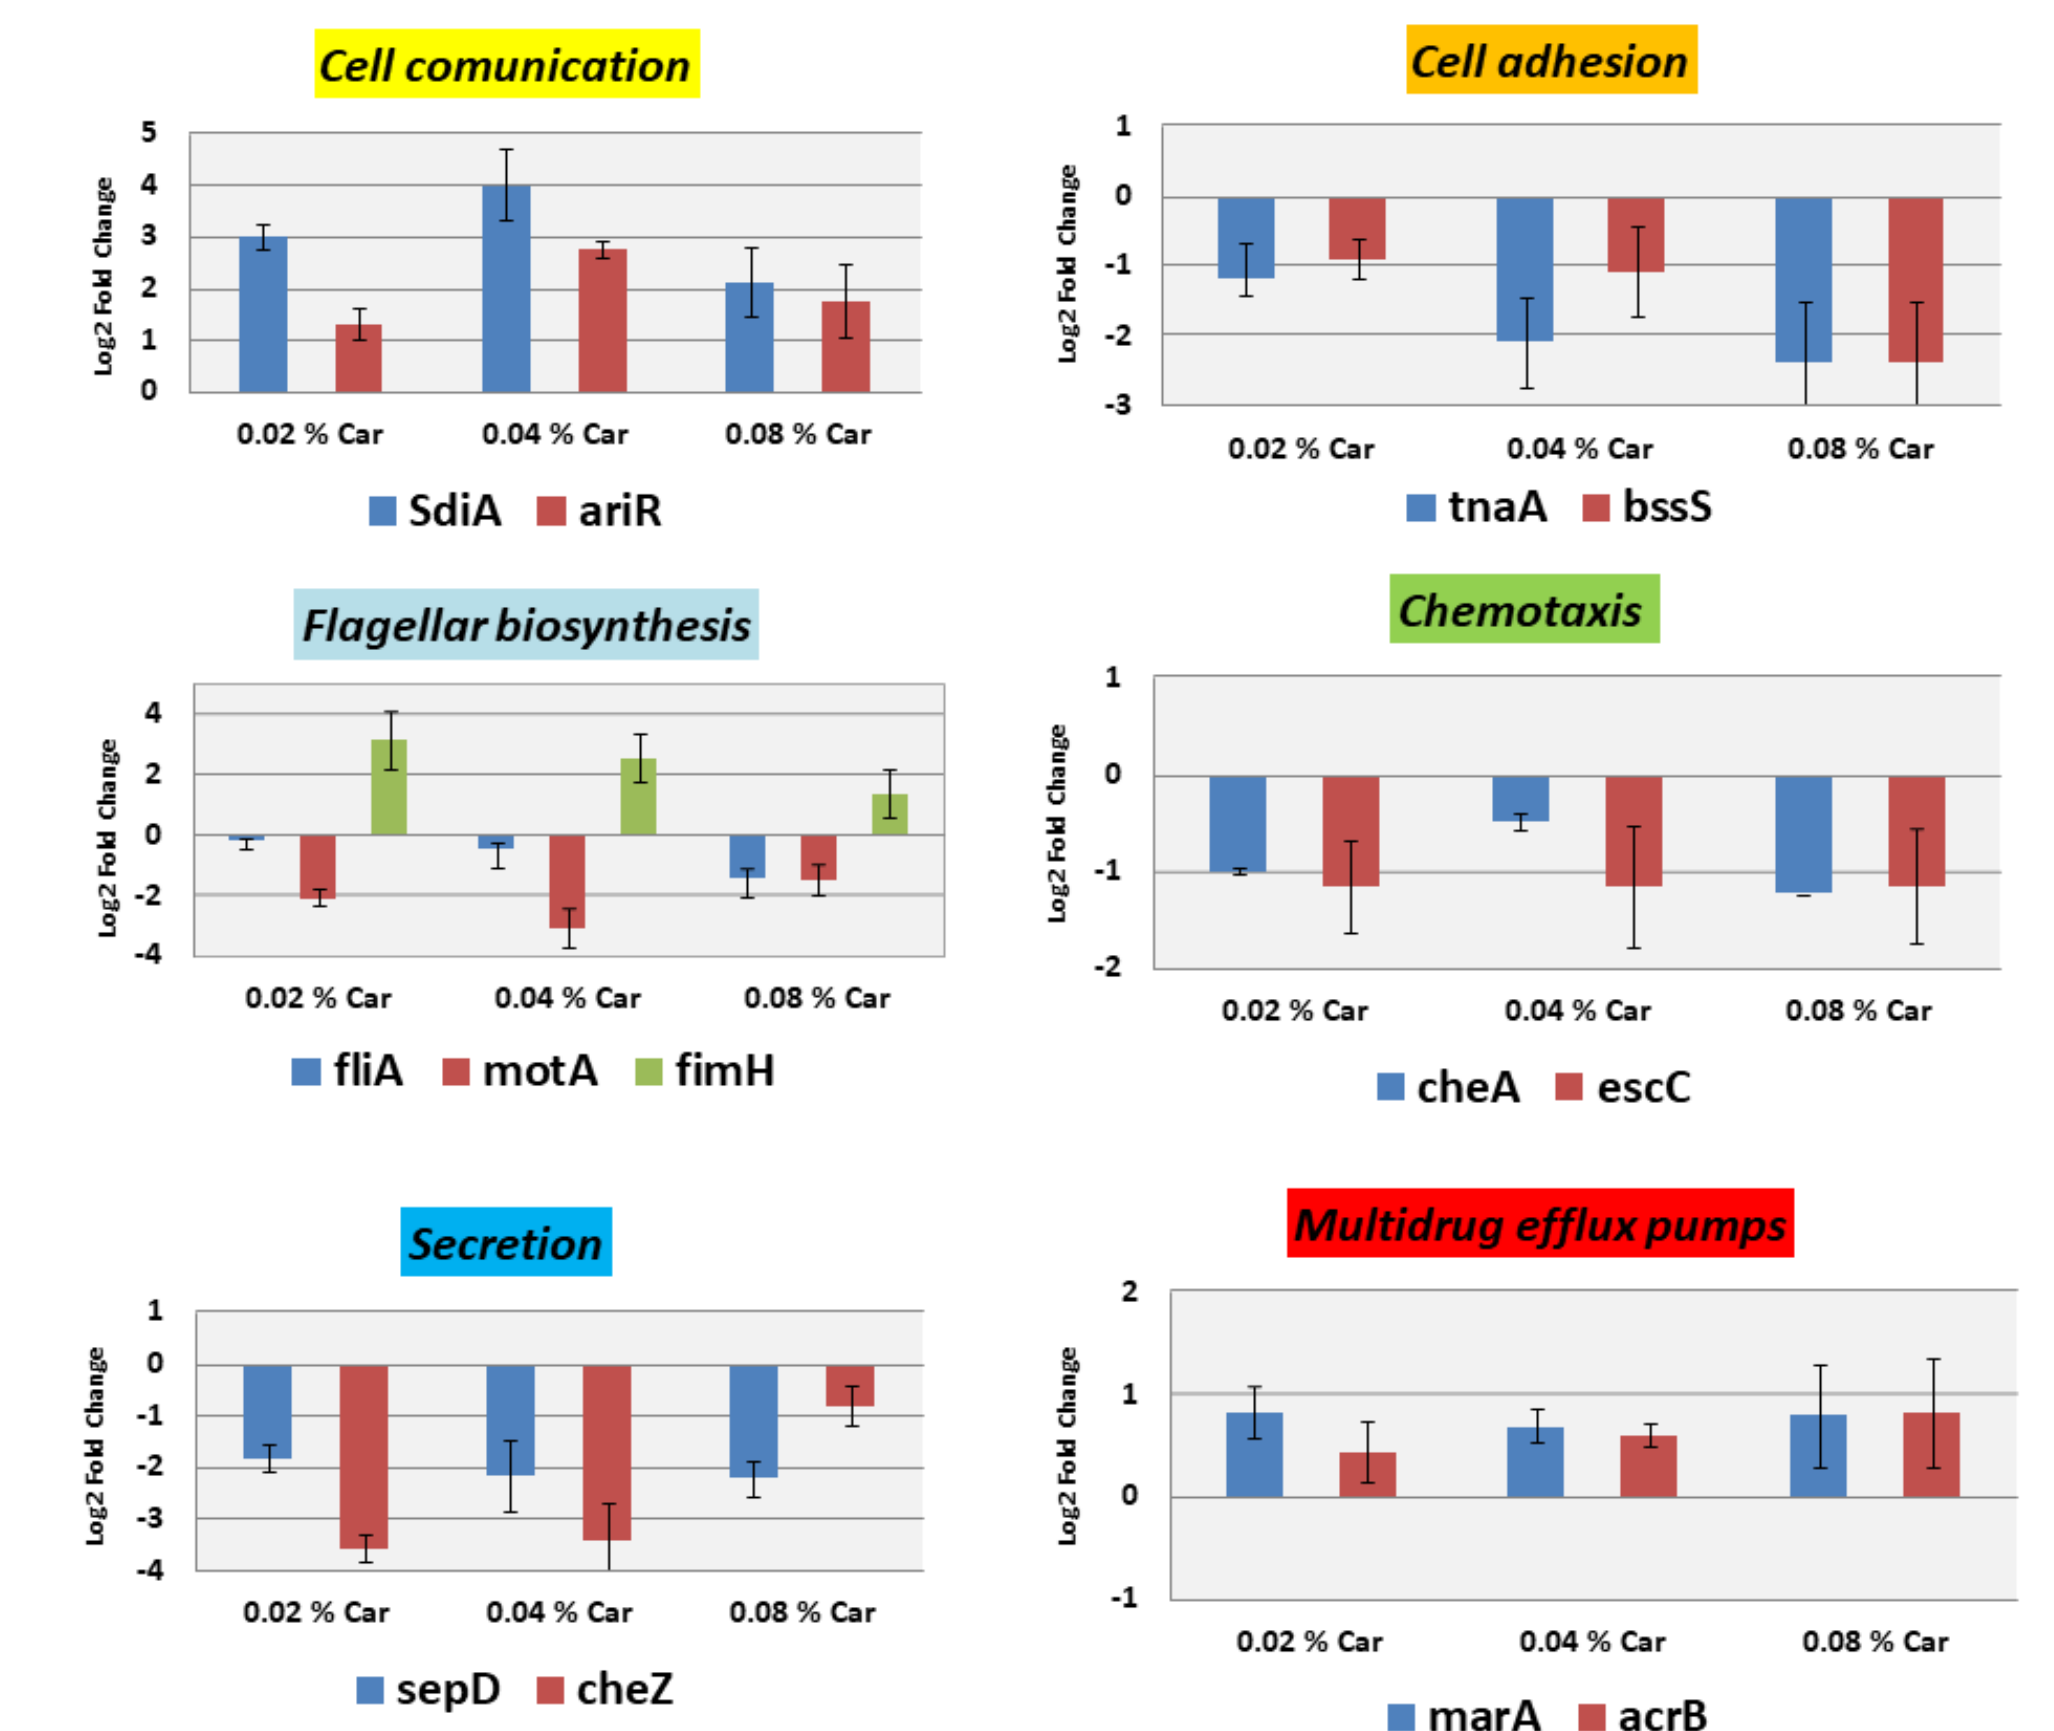 Cell comunication
5
4
3
2
1
0
Log2 Fold Change
0.02 % Car 0.04 % Car 0.08 % Car
SdiA ariR
Cell adhesion
1
0
-1
-2
-3
Log2 Fold Change
0.02 % Car 0.04 % Car 0.08 % Car
tnaA bssS
Flagellar biosynthesis
4
2
0
-2
-4
Log2 Fold Change
0.02 % Car 0.04 % Car 0.08 % Car
fliA motA fimH
Chemotaxis
1
0
-1
-2
Log2 Fold Change
0.02 % Car 0.04 % Car 0.08 % Car
cheA escC
Secretion
1
0
-1
-2
-3
-4
Log2 Fold Change
0.02 % Car 0.04 % Car 0.08 % Car
sepD cheZ
Multidrug efflux pumps
2
1
0
-1
Log2 Fold Change
0.02 % Car 0.04 % Car 0.08 % Car
marA acrB